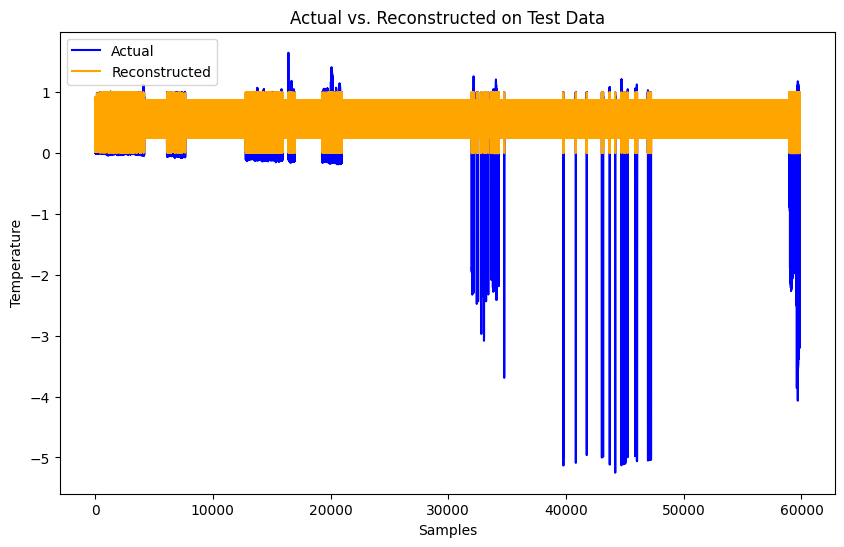 Actual vs. Reconstructed on Test Data
Actual
Reconstructed
1
0
−1
−2
−3
−4
−5
Temperature
0
10000
20000
30000
40000
50000
60000
Samples